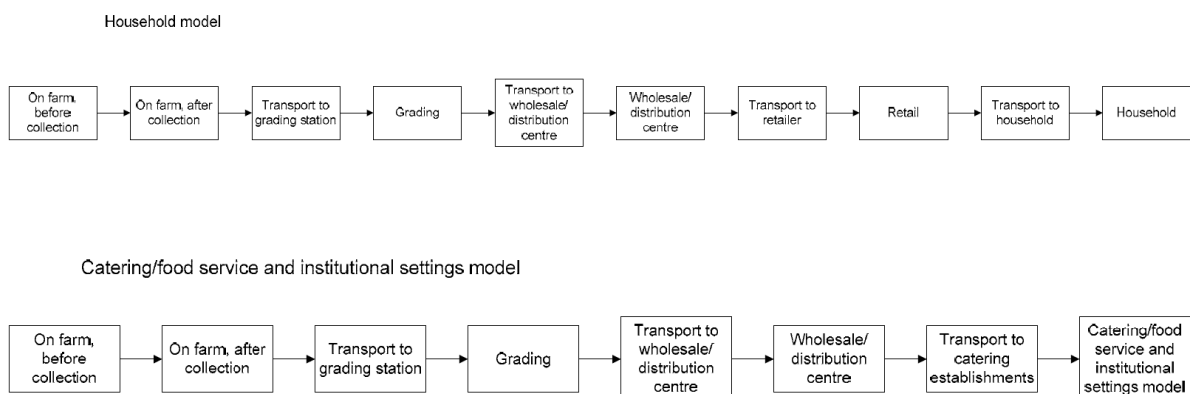 Household model
On farm,
before
collection
On farm, after
collection
Transport to
grading station
Grading
Transport to
wholesale/
distribution
centre
Wholesale/
distribution
centre
Transport to
retailer
Retail
Transport to
household
Household
Catering/food service and institutional settings model
On farm,
before
collection
On farm, after
collection
Transport to
grading station
Grading
Transport to
wholesale/
distribution
centre
Wholesale/
distribution
centre
Transport to
catering
establishments
Catering/food
service and
institutional
settings model